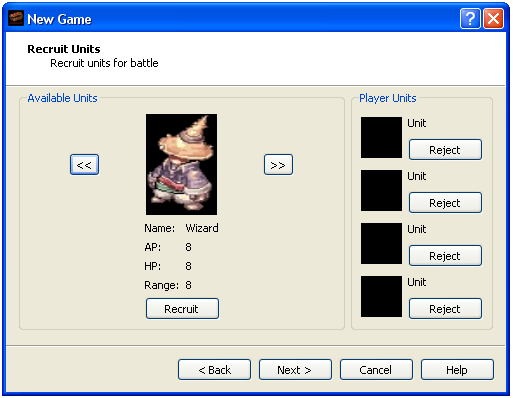 New Game
Recruit Units
Recruit units for battle
Available Units
<<
>>
Name: Wizard
AP: 8
HP: 8
Range: 8
Recruit
Player Units
Unit
Reject
Unit
Reject
Unit
Reject
Unit
Reject
< Back
Next >
Cancel
Help